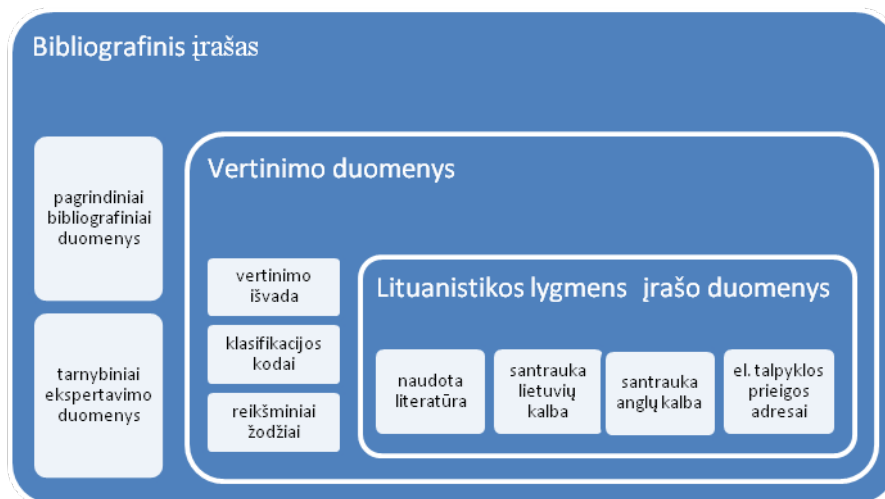 Bibliografinis įrašas
pagrindiniai
bibliografiniai
duomenys
tarnybiniai
ekspertavimo
duomenys
Vertinimo duomenys
vertinimo
išvada
klasifikacijos
kodai
reikšminiai
žodžiai
Lituanistikos lygmens įrašo duomenys
naudota
literatūra
santrauka
lietuvių
kalba
santrauka
anglų kalba
el. talpyklos
prieigos
adresai